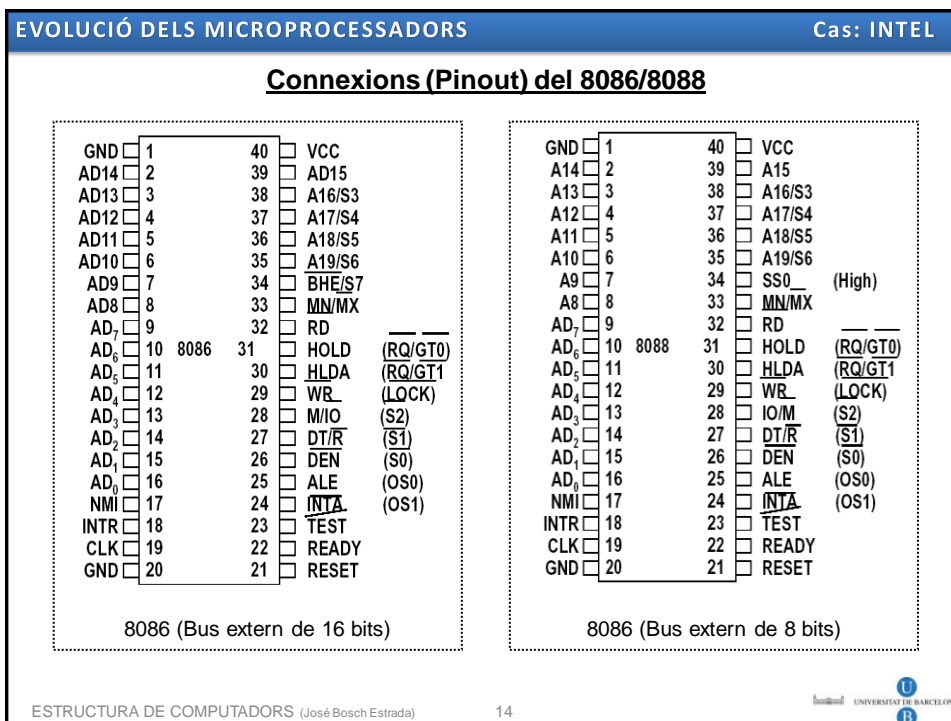 EVOLUCIÓ DELS MICROPROCESSADORS Cas: INTEL
Connexions (Pinout) del 8086/8088
GND 1 40 VCC
AD14 2 39 AD15
AD13 3 38 A16/S3
AD12 4 37 A17/S4
AD11 5 36 A18/S5
AD10 6 35 A19/S6
AD9 7 34 BHE/S7
AD8 8 33 MN/MX
AD7 9 32 RD
AD6 10 8086 31 HOLD (RQ/GT0)
AD5 11 30 HLDA (RQ/GT1
AD4 12 29 WR (LOCK)
AD3 13 28 M/IO (S2)
AD2 14 27 DT/R (S1)
AD1 15 26 DEN (S0)
AD0 16 25 ALE (OS0)
NMI 17 24 INTA (OS1)
INTR 18 23 TEST
CLK 19 22 READY
GND 20 21 RESET
8086 (Bus extern de 16 bits)
GND 1 40 VCC
A14 2 39 A15
A13 3 38 A16/S3
A12 4 37 A17/S4
A11 5 36 A18/S5
A10 6 35 A19/S6
A9 7 34 SS0 (High)
A8 8 33 MN/MX
AD7 9 32 RD
AD6 10 8088 31 HOLD (RQ/GT0)
AD5 11 30 HLDA (RQ/GT1
AD4 12 29 WR (LOCK)
AD3 13 28 IO/M (S2)
AD2 14 27 DT/R (S1)
AD1 15 26 DEN (S0)
AD0 16 25 ALE (OS0)
NMI 17 24 INTA (OS1)
INTR 18 23 TEST
CLK 19 22 READY
GND 20 21 RESET
8086 (Bus extern de 8 bits)
ESTRUCTURA DE COMPUTADORS (José Bosch Estrada) 14
U
UNIVERSITAT DE BARCELON
B